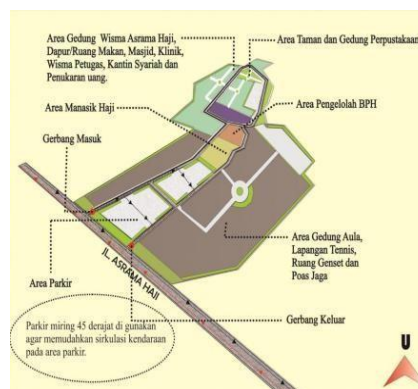 Area Gedung Wisma Asrama Haji,
Dapur/Ruang Makan, Masjid, Klinik,
Wisma Petugas, Kantin Syariah dan
Penukaran uang.
Area Taman dan Gedung Perpustakaan
Area Manasik Haji
Area Pengelolah BPH
Gerbang Masuk
Area Gedung Aula,
Lapangan Tennis,
Ruang Genset dan
Poas Jaga
Area Parkir
JL. ASRAMA HAJI
Gerbang Keluar
Parkir miring 45 derajat di gunakan
agar memudahkan sirkulasi kendaraan
pada area parkir.
U